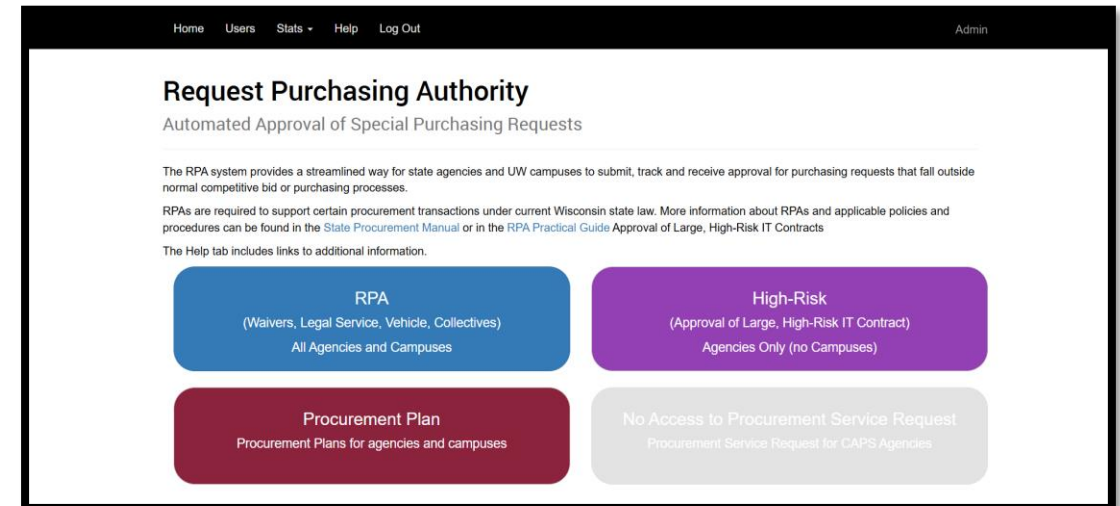 Home Users Stats Help Log Out Admin
Request Purchasing Authority
Automated Approval of Special Purchasing Requests
The RPA system provides a streamlined way for state agencies and UW campuses to submit, track and receive approval for purchasing requests that fall outside
normal competitive bid or purchasing processes.
RPAs are required to support certain procurement transactions under current Wisconsin state law. More information about RPAs and applicable policies and
procedures can be found in the State Procurement Manual or in the RPA Practical Guide Approval of Large, High-Risk IT Contracts
The Help tab includes links to additional information.
RPA
(Waivers, Legal Service, Vehicle, Collectives)
All Agencies and Campuses
High-Risk
(Approval of Large, High-Risk IT Contract)
Agencies Only (no Campuses)
Procurement Plan
Procurement Plans for agencies and campuses
No Access to Procurement Service Request
Procurement Service Request for CAPS Agencies